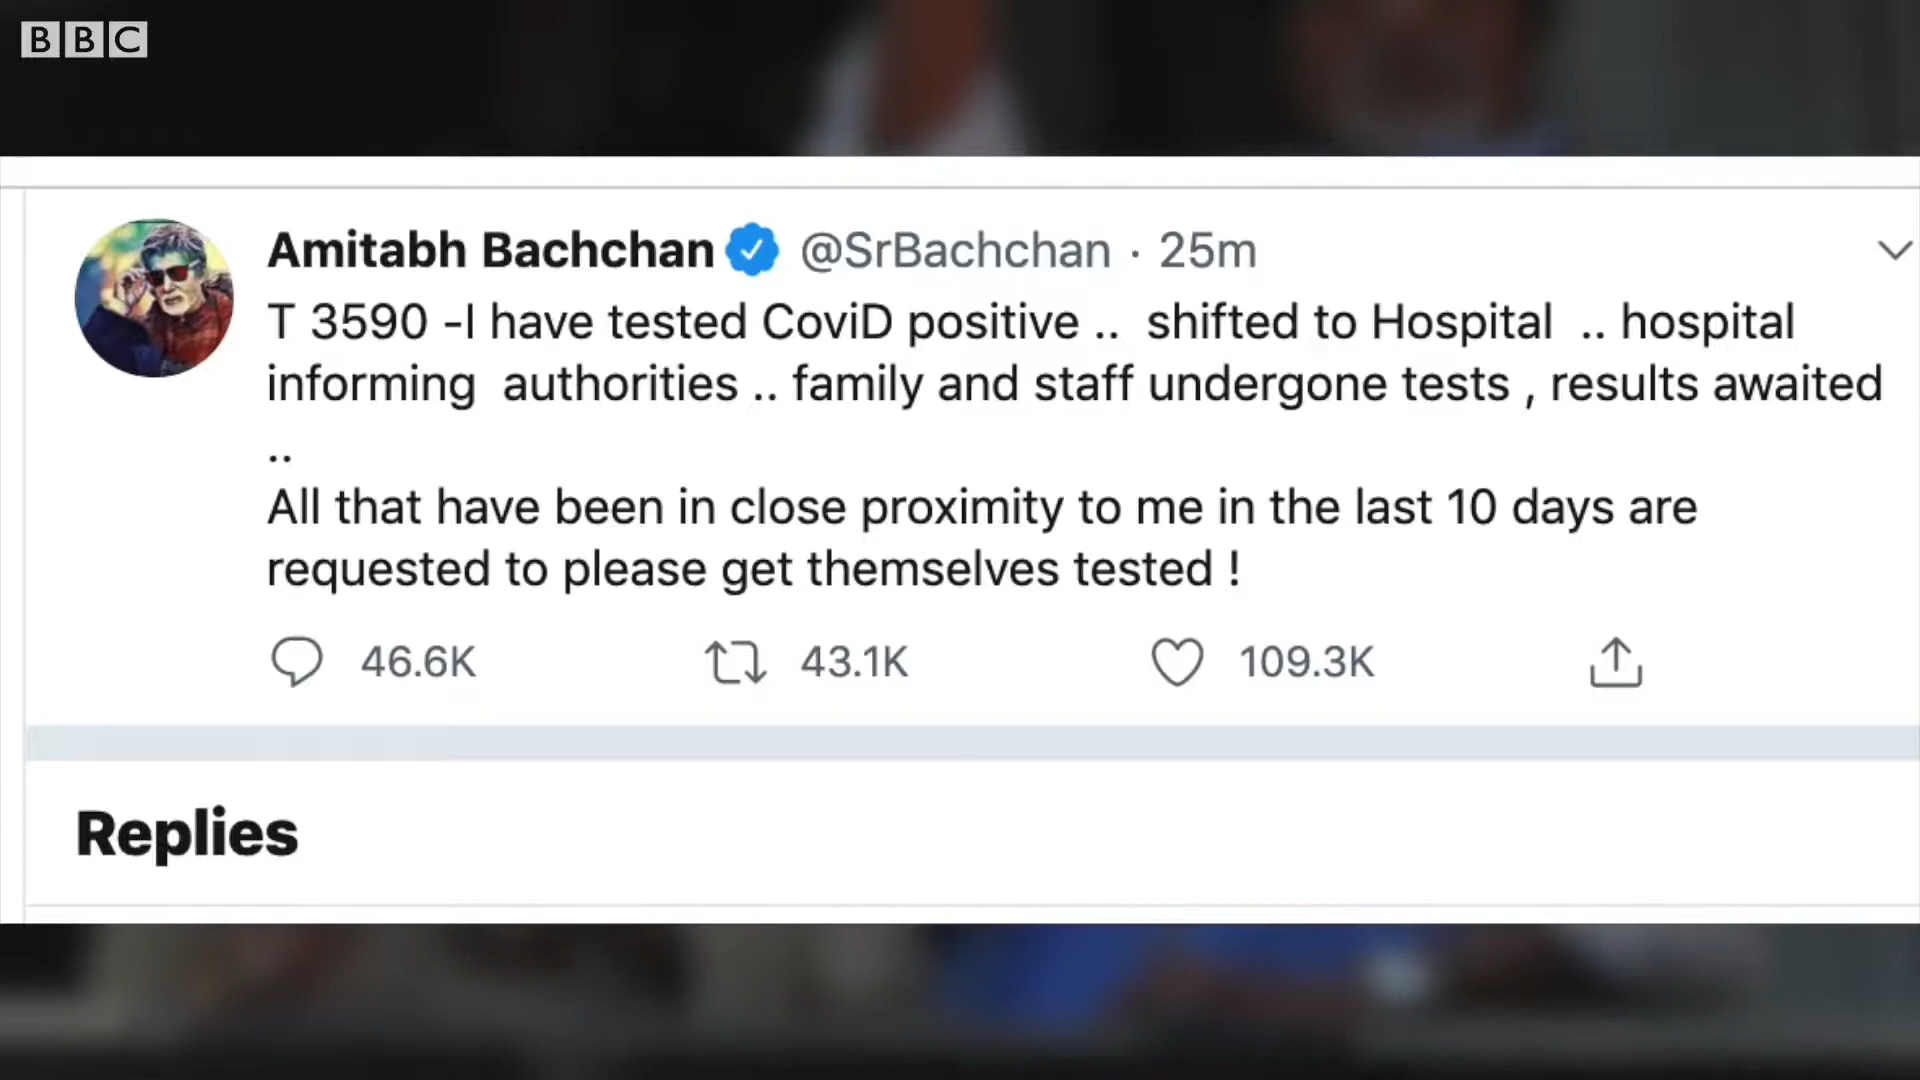 BBC
Amitabh Bachchan @SrBachchan · 25m
T 3590 -I have tested CoviD positive ..  shifted to Hospital  .. hospital
informing  authorities .. family and staff undergone tests , results awaited
..
All that have been in close proximity to me in the last 10 days are
requested to please get themselves tested !
46.6K 43.1K 109.3K
Replies